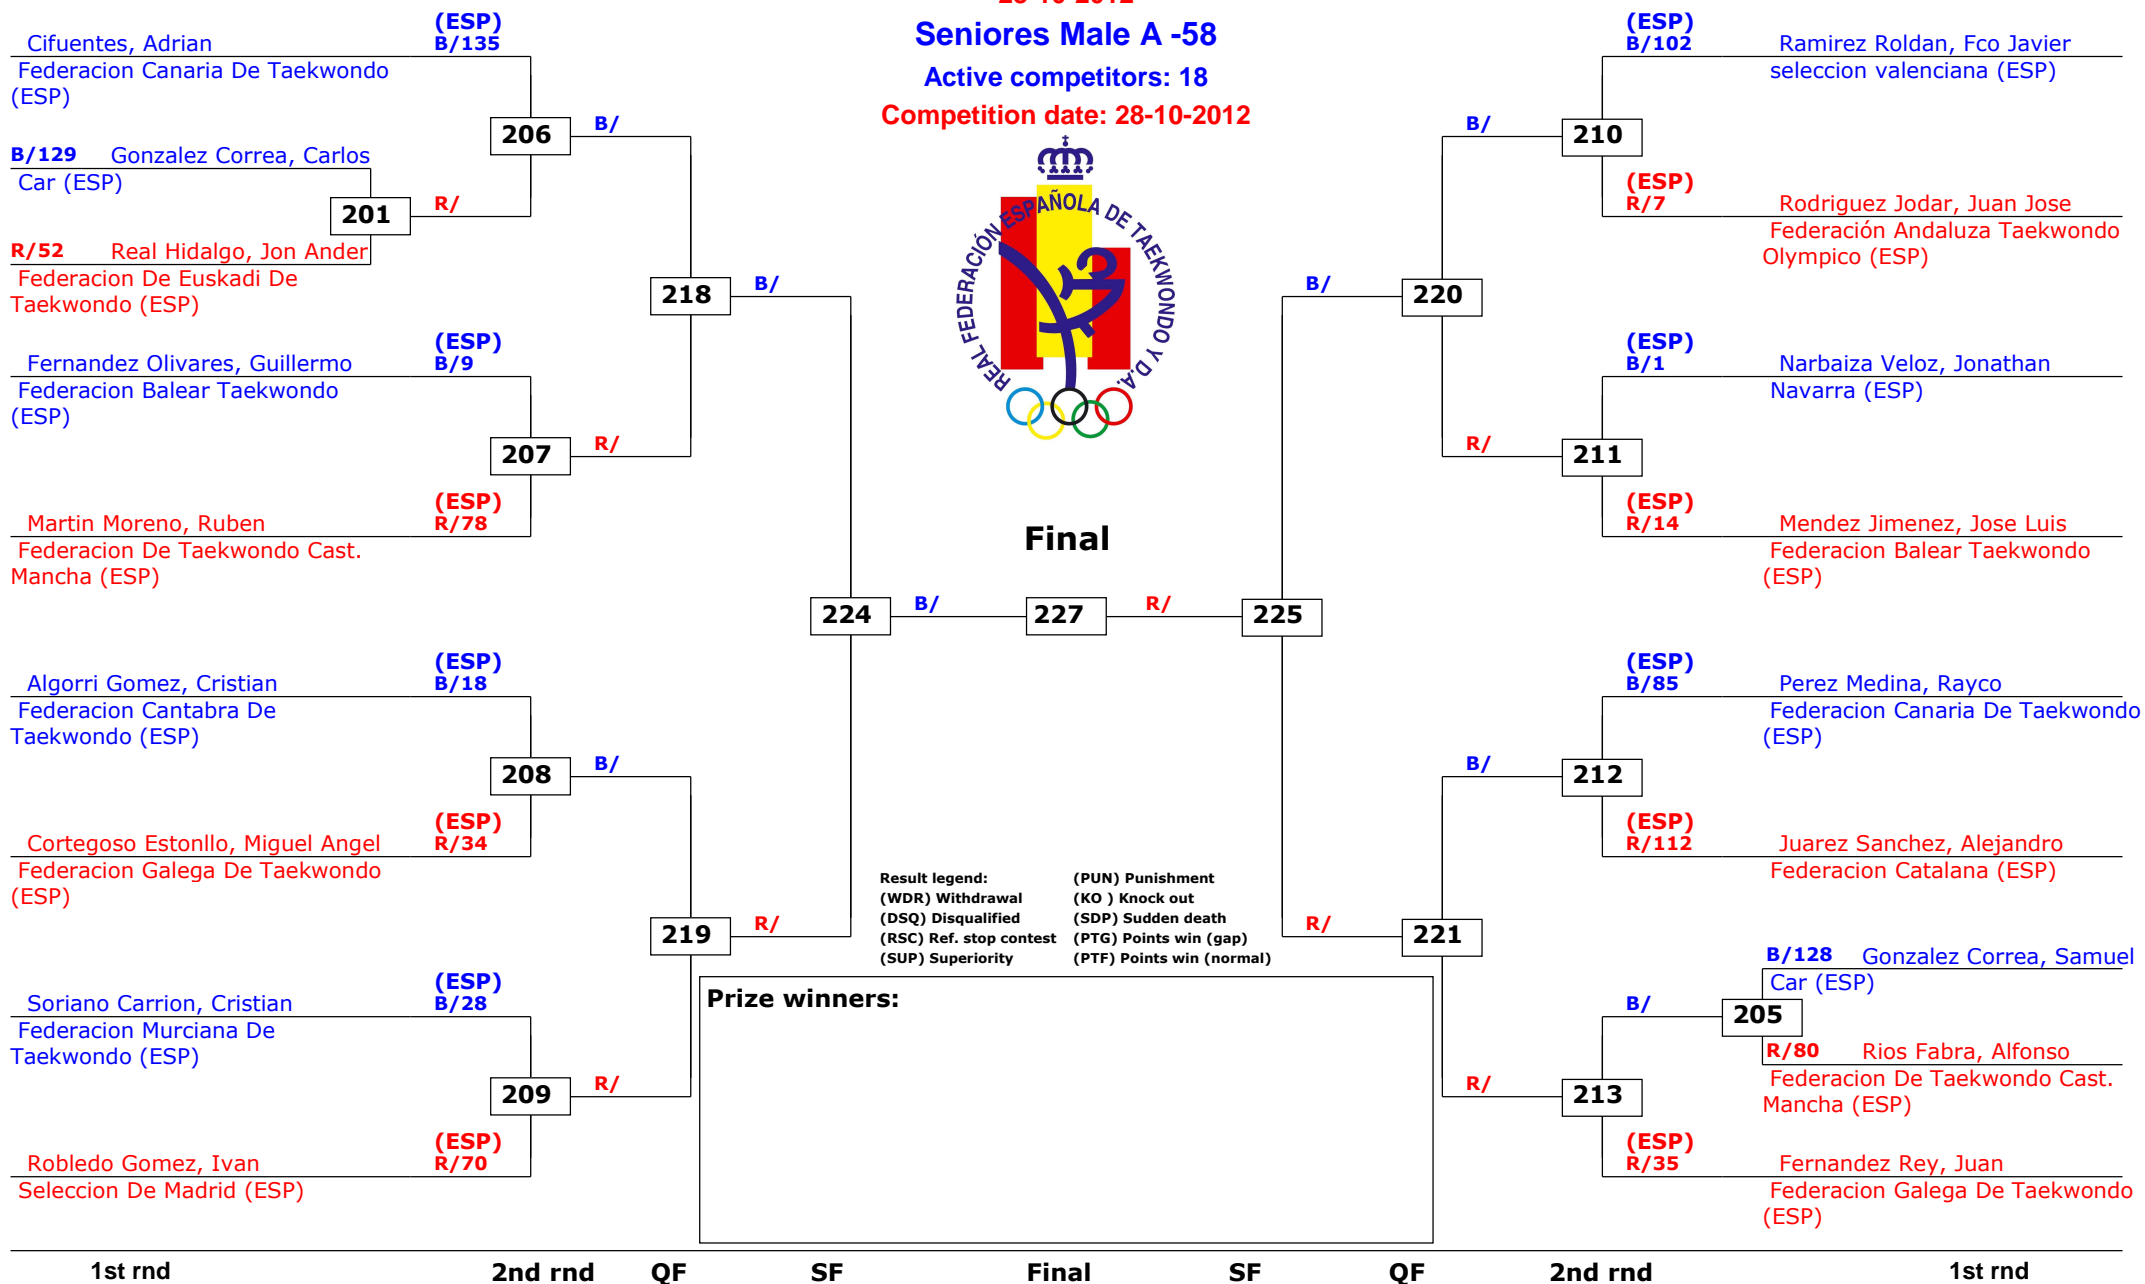 28-10-2012
Seniores Male A -58
Active competitors: 18
Competition date: 28-10-2012
REAL FEDERACIÓN ESPAÑOLA DE TAEKWONDO Y D.A.
(ESP)
Cifuentes, Adrian B/135
Federacion Canaria De Taekwondo
(ESP)
206
B/
B/129 Gonzalez Correa, Carlos
Car (ESP)
201
R/
R/52 Real Hidalgo, Jon Ander
Federacion De Euskadi De
Taekwondo (ESP)
218
B/
(ESP)
Fernandez Olivares, Guillermo B/9
Federacion Balear Taekwondo
(ESP)
207
R/
(ESP)
Martin Moreno, Ruben R/78
Federacion De Taekwondo Cast.
Mancha (ESP)
224
B/
(ESP)
Algorri Gomez, Cristian B/18
Federacion Cantabra De
Taekwondo (ESP)
208
B/
(ESP)
Cortegoso Estonllo, Miguel Angel R/34
Federacion Galega De Taekwondo
(ESP)
219
R/
(ESP)
Soriano Carrion, Cristian B/28
Federacion Murciana De
Taekwondo (ESP)
209
R/
(ESP)
Robledo Gomez, Ivan R/70
Seleccion De Madrid (ESP)
Final
227
R/
225
(ESP)
B/102 Ramirez Roldan, Fco Javier
seleccion valenciana (ESP)
B/
210
(ESP)
R/7 Rodriguez Jodar, Juan Jose
Federación Andaluza Taekwondo
Olympico (ESP)
B/
220
(ESP)
B/1 Narbaiza Veloz, Jonathan
Navarra (ESP)
R/
211
(ESP)
R/14 Mendez Jimenez, Jose Luis
Federacion Balear Taekwondo
(ESP)
(ESP)
B/85 Perez Medina, Rayco
Federacion Canaria De Taekwondo
(ESP)
B/
212
(ESP)
R/112 Juarez Sanchez, Alejandro
Federacion Catalana (ESP)
R/
221
B/128 Gonzalez Correa, Samuel
Car (ESP)
B/
205
R/80 Rios Fabra, Alfonso
Federacion De Taekwondo Cast.
Mancha (ESP)
R/
213
(ESP)
R/35 Fernandez Rey, Juan
Federacion Galega De Taekwondo
(ESP)
Result legend: (PUN) Punishment
(WDR) Withdrawal (KO ) Knock out
(DSQ) Disqualified (SDP) Sudden death
(RSC) Ref. stop contest (PTG) Points win (gap)
(SUP) Superiority (PTF) Points win (normal)
Prize winners:
1st rnd 2nd rnd QF SF Final SF QF 2nd rnd 1st rnd